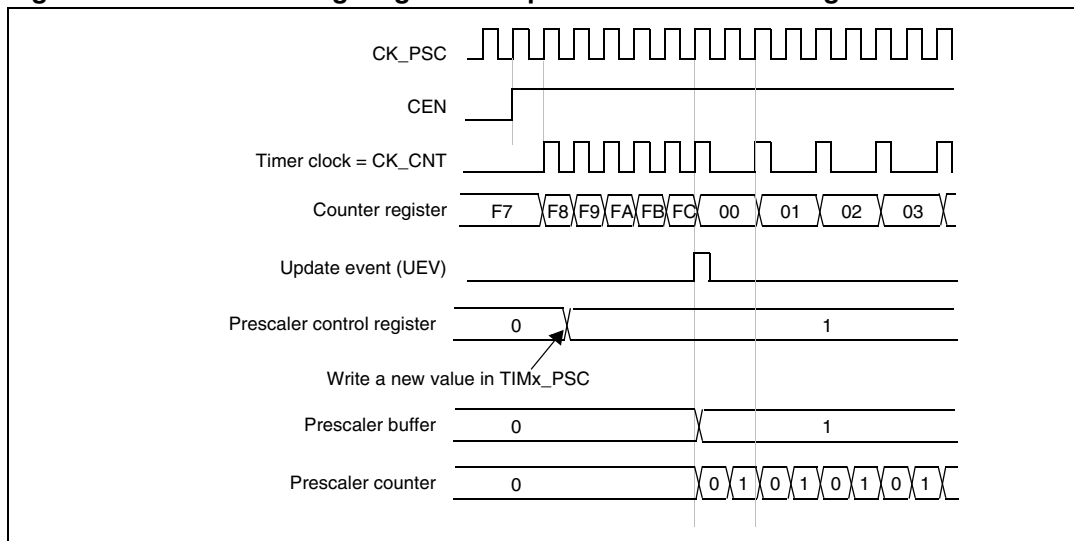 CK_PSC
CEN
Timer clock = CK_CNT
Counter register F7 F8 F9 FA FB FC 00 01 02 03
Update event (UEV)
Prescaler control register 0 1
Write a new value in TIMx_PSC
Prescaler buffer 0 1
Prescaler counter 0 0 1 0 1 0 1 0 1